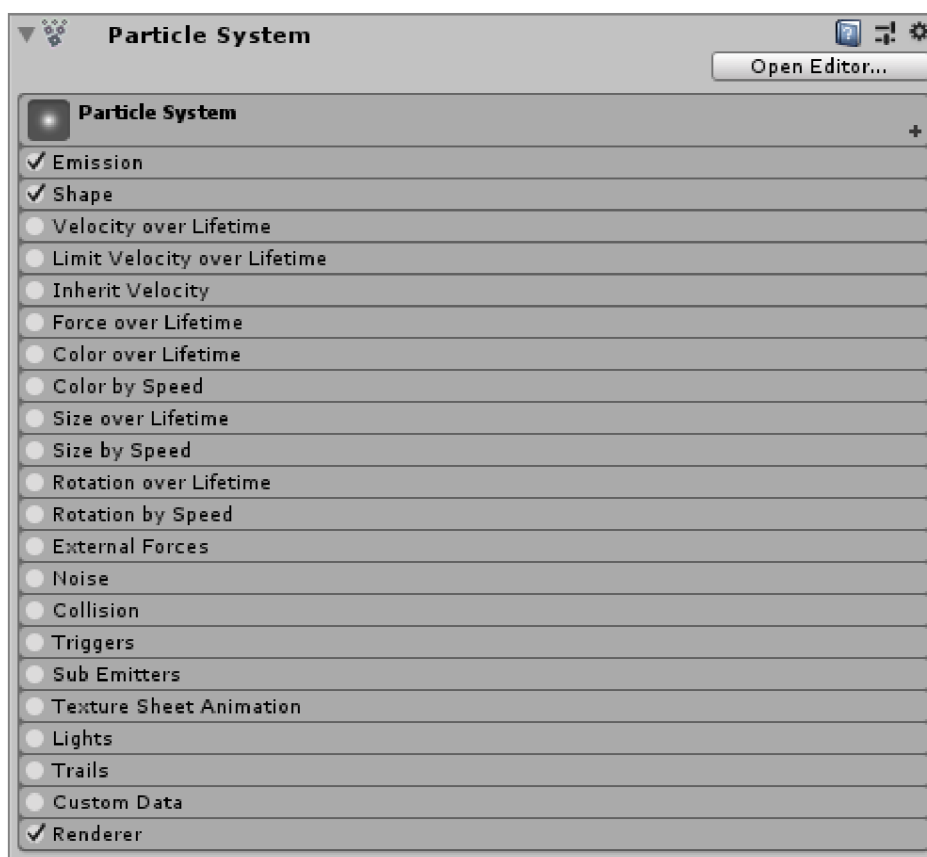 Particle System
Open Editor...
Particle System
Emission
Shape
Velocity over Lifetime
Limit Velocity over Lifetime
Inherit Velocity
Force over Lifetime
Color over Lifetime
Color by Speed
Size over Lifetime
Size by Speed
Rotation over Lifetime
Rotation by Speed
External Forces
Noise
Collision
Triggers
Sub Emitters
Texture Sheet Animation
Lights
Trails
Custom Data
Renderer